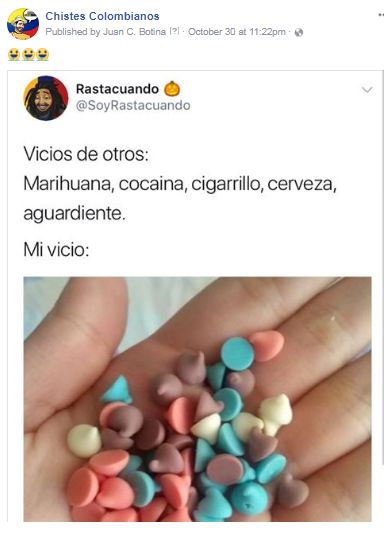 Chistes Colombianos
Published by Juan C. Botina [?] · October 30 at 11:22pm ·
Rastacuando
@SoyRastacuando
Vicios de otros:
Marihuana, cocaina, cigarrillo, cerveza,
aguardiente.
Mi vicio: